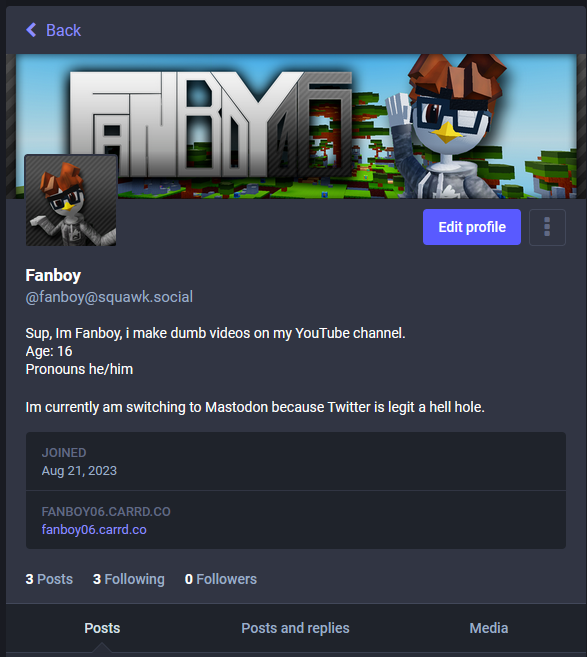 Back
FANBOY06
Edit profile
Fanboy
@fanboy@squawk.social
Sup, Im Fanboy, i make dumb videos on my YouTube channel.
Age: 16
Pronouns he/him
Im currently am switching to Mastodon because Twitter is legit a hell hole.
JOINED
Aug 21, 2023
FANBOY06.CARRD.CO
fanboy06.carrd.co
3 Posts 3 Following 0 Followers
Posts Posts and replies Media